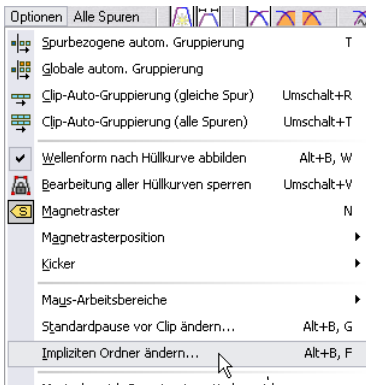 Optionen Alle Spuren
Spurbezogene autom. Gruppierung T
Globale autom. Gruppierung
Clip-Auto-Gruppierung (gleiche Spur) Umschalt+R
Clip-Auto-Gruppierung (alle Spuren) Umschalt+T
Wellenform nach Hüllkurve abbilden Alt+B, W
Bearbeitung aller Hüllkurven sperren Umschalt+V
S Magnetraster N
Magnetrasterposition
Kicker
Maus-Arbeitsbereiche
Standardpause vor Clip ändern... Alt+B, G
Impliziten Ordner ändern... Alt+B, F